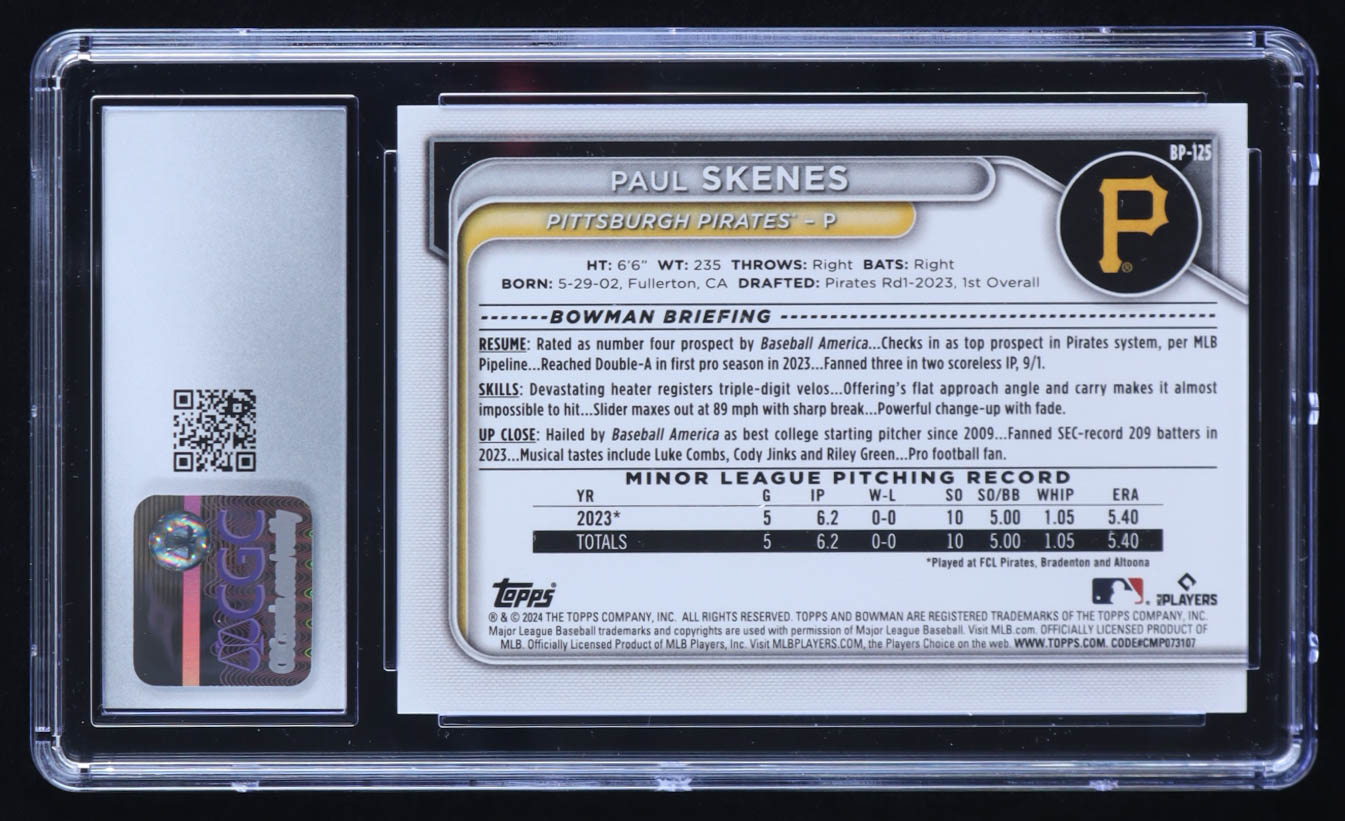 BP-125
PAUL SKENES
PITTSBURGH PIRATES™ – P
P®
HT: 6'6" WT: 235 THROWS: Right BATS: Right
BORN: 5-29-02, Fullerton, CA DRAFTED: Pirates Rd1-2023, 1st Overall
BOWMAN BRIEFING
RESUME: Rated as number four prospect by Baseball America...Checks in as top prospect in Pirates system, per MLB
Pipeline...Reached Double-A in first pro season in 2023...Fanned three in two scoreless IP, 9/1.
SKILLS: Devastating heater registers triple-digit velos...Offering's flat approach angle and carry makes it almost
impossible to hit...Slider maxes out at 89 mph with sharp break...Powerful change-up with fade.
UP CLOSE: Hailed by Baseball America as best college starting pitcher since 2009...Fanned SEC-record 209 batters in
2023...Musical tastes include Luke Combs, Cody Jinks and Riley Green...Pro football fan.
MINOR LEAGUE PITCHING RECORD
YR G IP W-L SO SO/BB WHIP ERA
2023* 5 6.2 0-0 10 5.00 1.05 5.40
TOTALS 5 6.2 0-0 10 5.00 1.05 5.40
*Played at FCL Pirates, Bradenton and Altoona
Topps®
PLAYERS
® & © 2024 THE TOPPS COMPANY, INC. ALL RIGHTS RESERVED. TOPPS AND BOWMAN ARE REGISTERED TRADEMARKS OF THE TOPPS COMPANY, INC.
Major League Baseball trademarks and copyrights are used with permission of Major League Baseball. Visit MLB.com. OFFICIALLY LICENSED PRODUCT OF
MLB. Officially Licensed Product of MLB Players, Inc. Visit MLBPLAYERS.COM, the Players Choice on the web. WWW.TOPPS.COM. CODE#CMP073107
CGC